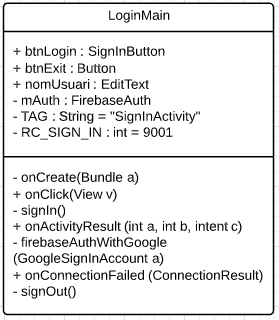 LoginMain
+ btnLogin : SignInButton
+ btnExit : Button
+ nomUsuari : EditText
- mAuth : FirebaseAuth
- TAG : String = "SignInActivity"
- RC_SIGN_IN : int = 9001
- onCreate(Bundle a)
+ onClick(View v)
- signIn()
+ onActivityResult (int a, int b, intent c)
- firebaseAuthWithGoogle
(GoogleSignInAccount a)
+ onConnectionFailed (ConnectionResult)
- signOut()